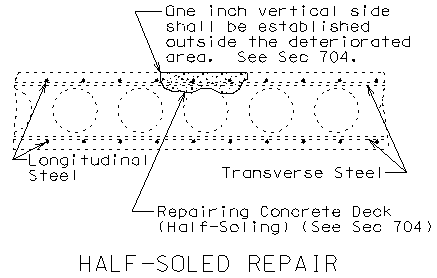 One inch vertical side
shall be established
outside the deteriorated
area. See Sec 704.
Longitudinal
Steel
Transverse Steel
Repairing Concrete Deck
(Half-Soling) (See Sec 704)
HALF-SOLED REPAIR